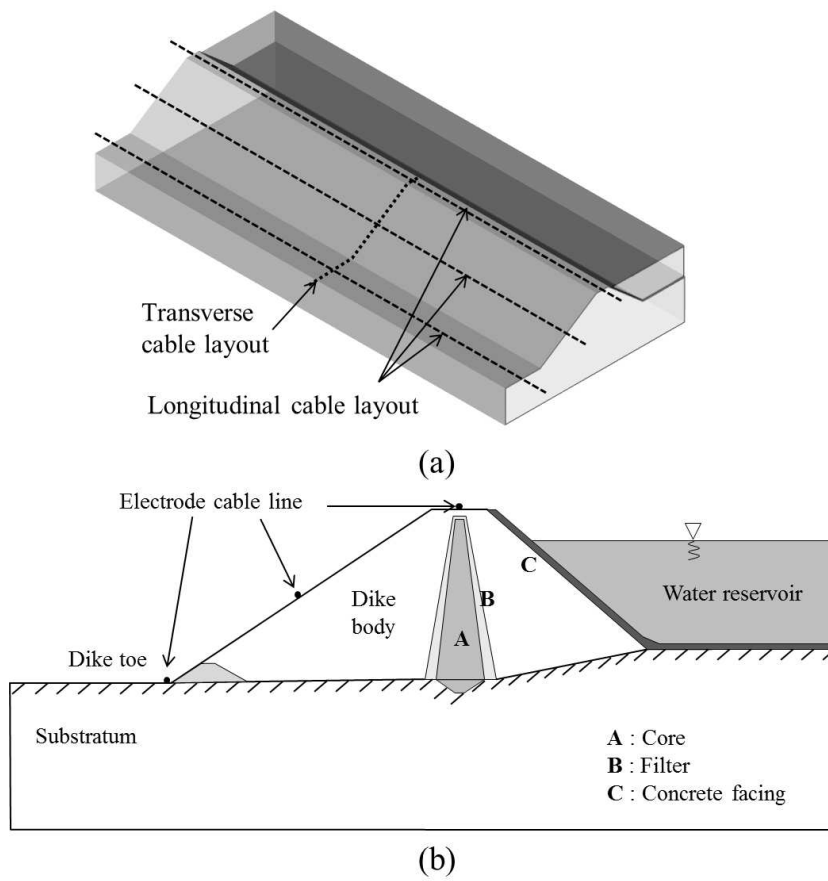 Transverse
cable layout
Longitudinal cable layout
(a)
Electrode cable line
C
Water reservoir
Dike
body
B
A
Dike toe
Substratum
A : Core
B : Filter
C : Concrete facing
(b)